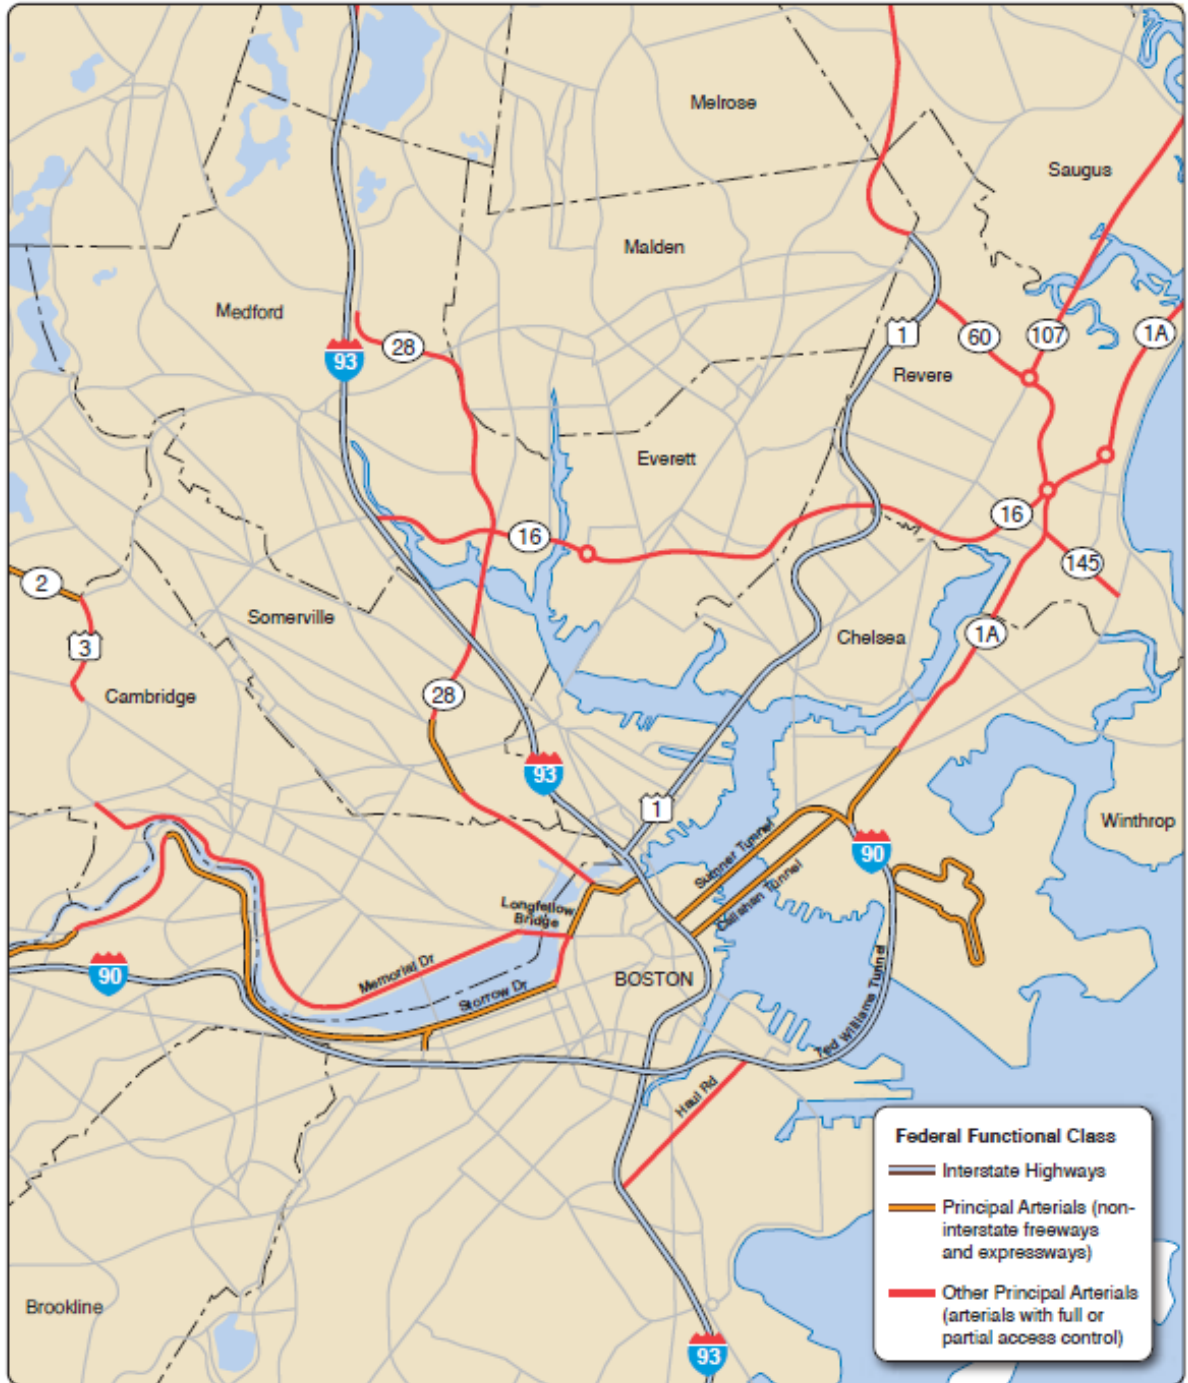 Melrose
Saugus
Malden
Medford
93
28
1
60
107
1A
Revere
Everett
16
16
2
145
Somerville
3
Chelsea
1A
Cambridge
28
93
1
Winthrop
Sumner Tunnel
90
Callahan Tunnel
Longfellow
Bridge
90
Memorial Dr
Storrow Dr
BOSTON
Ted Williams Tunnel
Haul Rd
Federal Functional Class
Interstate Highways
Principal Arterials (non-
interstate freeways
and expressways)
Other Principal Arterials
(arterials with full or
partial access control)
Brookline
93